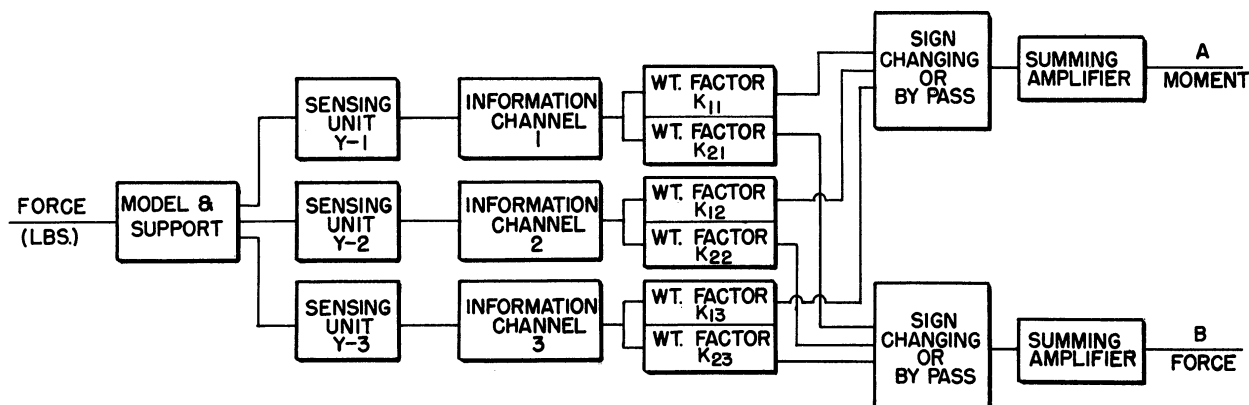 FORCE
(LBS.)
MODEL &
SUPPORT
SENSING
UNIT
Y-1
SENSING
UNIT
Y-2
SENSING
UNIT
Y-3
INFORMATION
CHANNEL
1
INFORMATION
CHANNEL
2
INFORMATION
CHANNEL
3
WT. FACTOR
K11
WT. FACTOR
K21
WT. FACTOR
K12
WT. FACTOR
K22
WT. FACTOR
K13
WT. FACTOR
K23
SIGN
CHANGING
OR
BY PASS
SUMMING
AMPLIFIER
A
MOMENT
SIGN
CHANGING
OR
BY PASS
SUMMING
AMPLIFIER
B
FORCE